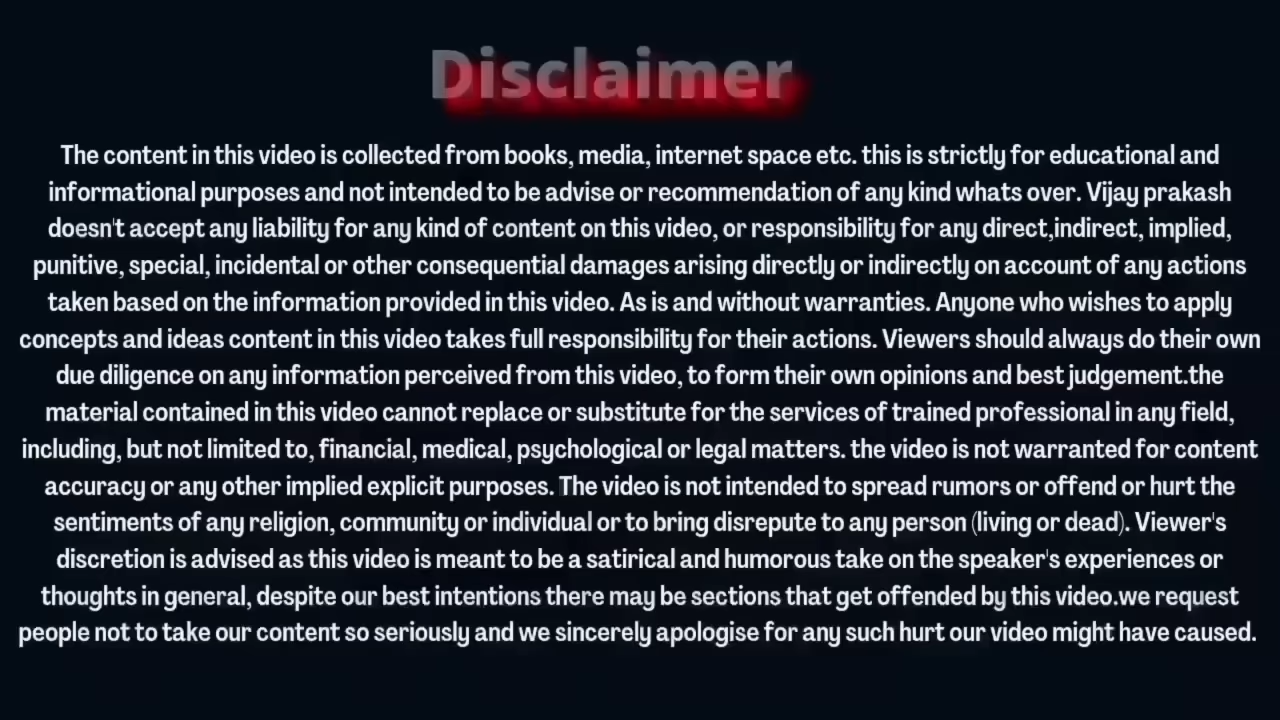 Disclaimer
The content in this video is collected from books, media, internet space etc. this is strictly for educational and
informational purposes and not intended to be advise or recommendation of any kind whats over. Vijay prakash
doesn't accept any liability for any kind of content on this video, or responsibility for any direct,indirect, implied,
punitive, special, incidental or other consequential damages arising directly or indirectly on account of any actions
taken based on the information provided in this video. As is and without warranties. Anyone who wishes to apply
concepts and ideas content in this video takes full responsibility for their actions. Viewers should always do their own
due diligence on any information perceived from this video, to form their own opinions and best judgement.the
material contained in this video cannot replace or substitute for the services of trained professional in any field,
including, but not limited to, financial, medical, psychological or legal matters. the video is not warranted for content
accuracy or any other implied explicit purposes. The video is not intended to spread rumors or offend or hurt the
sentiments of any religion, community or individual or to bring disrepute to any person (living or dead). Viewer's
discretion is advised as this video is meant to be a satirical and humorous take on the speaker's experiences or
thoughts in general, despite our best intentions there may be sections that get offended by this video.we request
people not to take our content so seriously and we sincerely apologise for any such hurt our video might have caused.